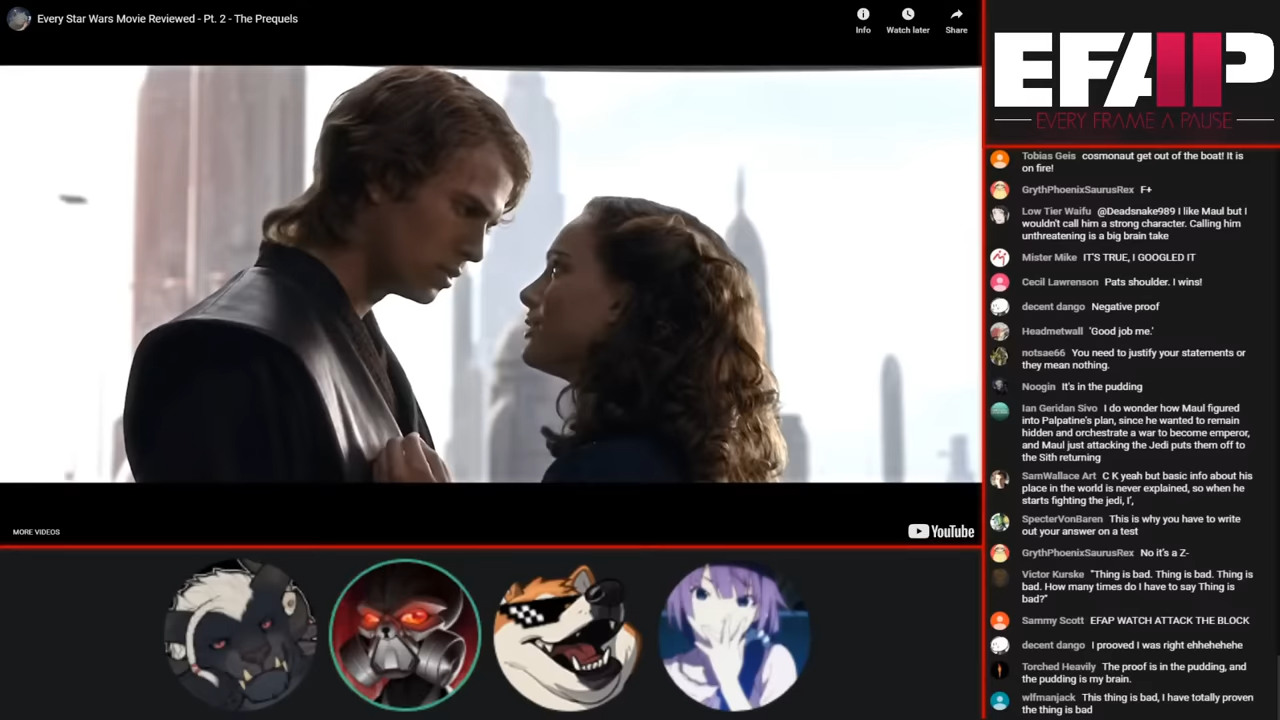 Every Star Wars Movie Reviewed - Pt. 2 - The Prequels
Info
Watch later
Share
MORE VIDEOS
YouTube
EFAP
EVERY FRAME A PAUSE
Tobias Geis cosmonaut get out of the boat! It is
on fire!
GrythPhoenixSaurusRex F+
Low Tier Waifu @Deadsnake989 I like Maul but I
wouldn't call him a strong character. Calling him
unthreatening is a big brain take
Mister Mike IT'S TRUE, I GOOGLED IT
Cecil Lawrenson Pats shoulder. I wins!
decent dango Negative proof
Headmetwall 'Good job me.'
notsae66 You need to justify your statements or
they mean nothing.
Noogin It's in the pudding
Ian Geridan Sivo I do wonder how Maul figured
into Palpatine's plan, since he wanted to remain
hidden and orchestrate a war to become emperor,
and Maul just attacking the Jedi puts them off to
the Sith returning
SamWallace Art C K yeah but basic info about his
place in the world is never explained, so when he
starts fighting the jedi, I',
SpecterVonBaren This is why you have to write
out your answer on a test
GrythPhoenixSaurusRex No it's a Z-
Victor Kurske "Thing is bad. Thing is bad. Thing is
bad. How many times do I have to say Thing is
bad?"
Sammy Scott EFAP WATCH ATTACK THE BLOCK
decent dango I prooved I was right ehhehehehe
Torched Heavily The proof is in the pudding, and
the pudding is my brain.
wlfmanjack This thing is bad, I have totally proven
the thing is bad